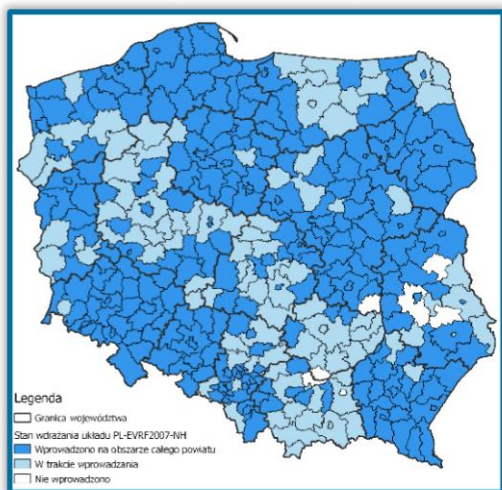 Legenda
Granica województwa
Stan wdrażania układu PL-EVRF2007-NH
Wprowadzono na obszarze całego powiatu
W trakcie wprowadzania
Nie wprowadzono